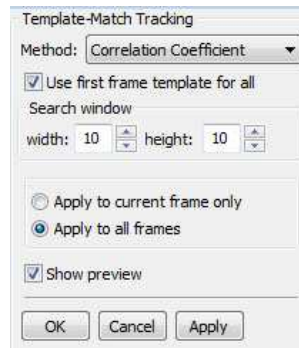 Template-Match Tracking
Method: Correlation Coefficient
Use first frame template for all
Search window
width: 10 height: 10
Apply to current frame only
Apply to all frames
Show preview
OK Cancel Apply